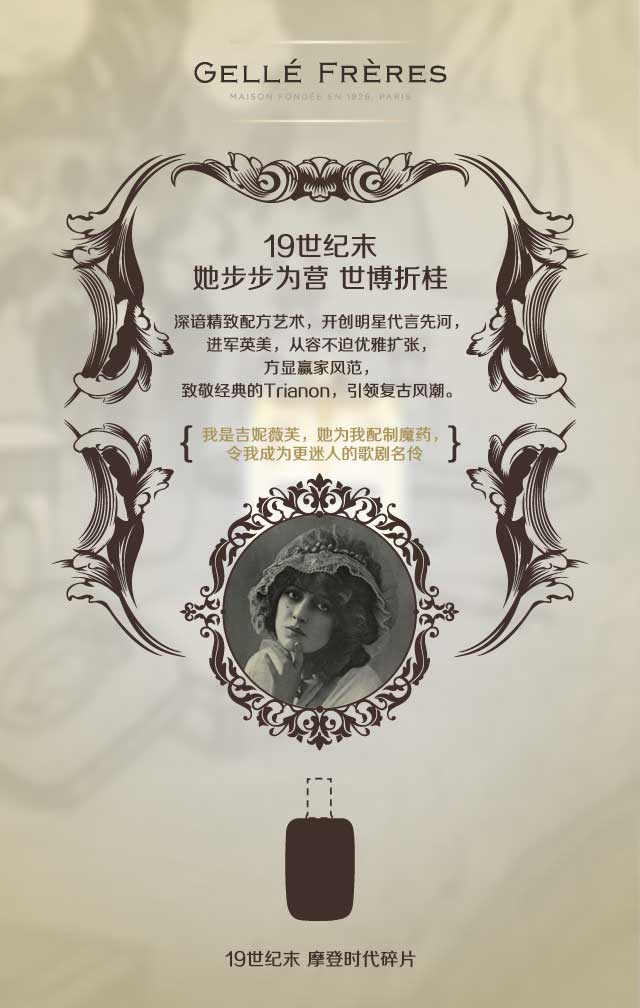 GELLÉ FRÈRES
MAISON FONDÉE EN 1826, PARIS
19世纪末
她步步为营 世博折桂
深谙精致配方艺术，开创明星代言先河，
进军英美，从容不迫优雅扩张，
方显赢家风范，
致敬经典的Trianon，引领复古风潮。
{ 我是吉妮薇芙，她为我配制魔药， }
令我成为更迷人的歌剧名伶
19世纪末 摩登时代碎片